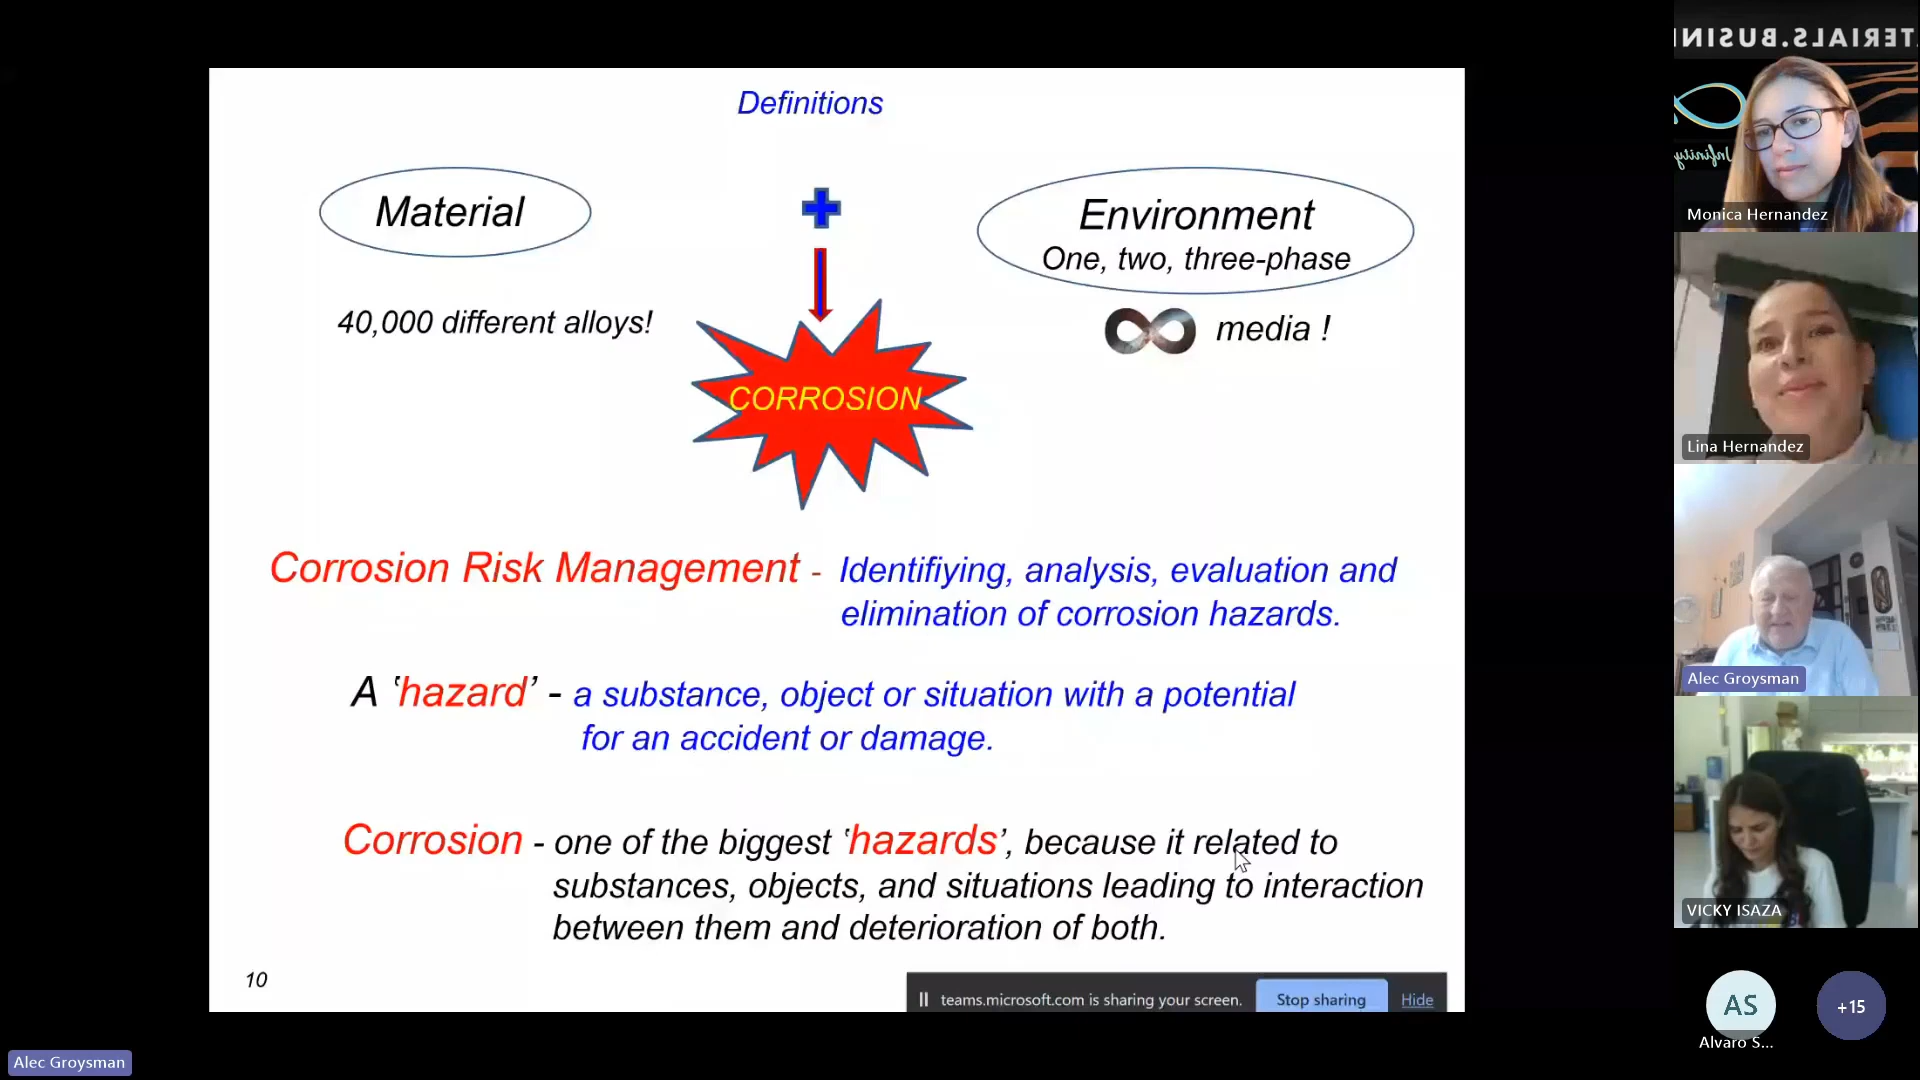 Definitions
Material
Environment
One, two, three-phase
40,000 different alloys!
media !
CORROSION
Corrosion Risk Management - Identifiying, analysis, evaluation and
elimination of corrosion hazards.
A ‘hazard’ - a substance, object or situation with a potential
for an accident or damage.
Corrosion - one of the biggest ‘hazards’, because it related to
substances, objects, and situations leading to interaction
between them and deterioration of both.
10
teams.microsoft.com is sharing your screen. Stop sharing Hide
Alec Groysman
TERIALS.BUSINE
Infinity
Monica Hernandez
Lina Hernandez
Alec Groysman
VICKY ISAZA
AS
+15
Alvaro S...